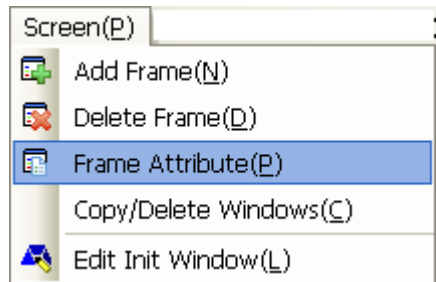 Screen(P)
Add Frame(N)
Delete Frame(D)
Frame Attribute(P)
Copy/Delete Windows(C)
Edit Init Window(L)